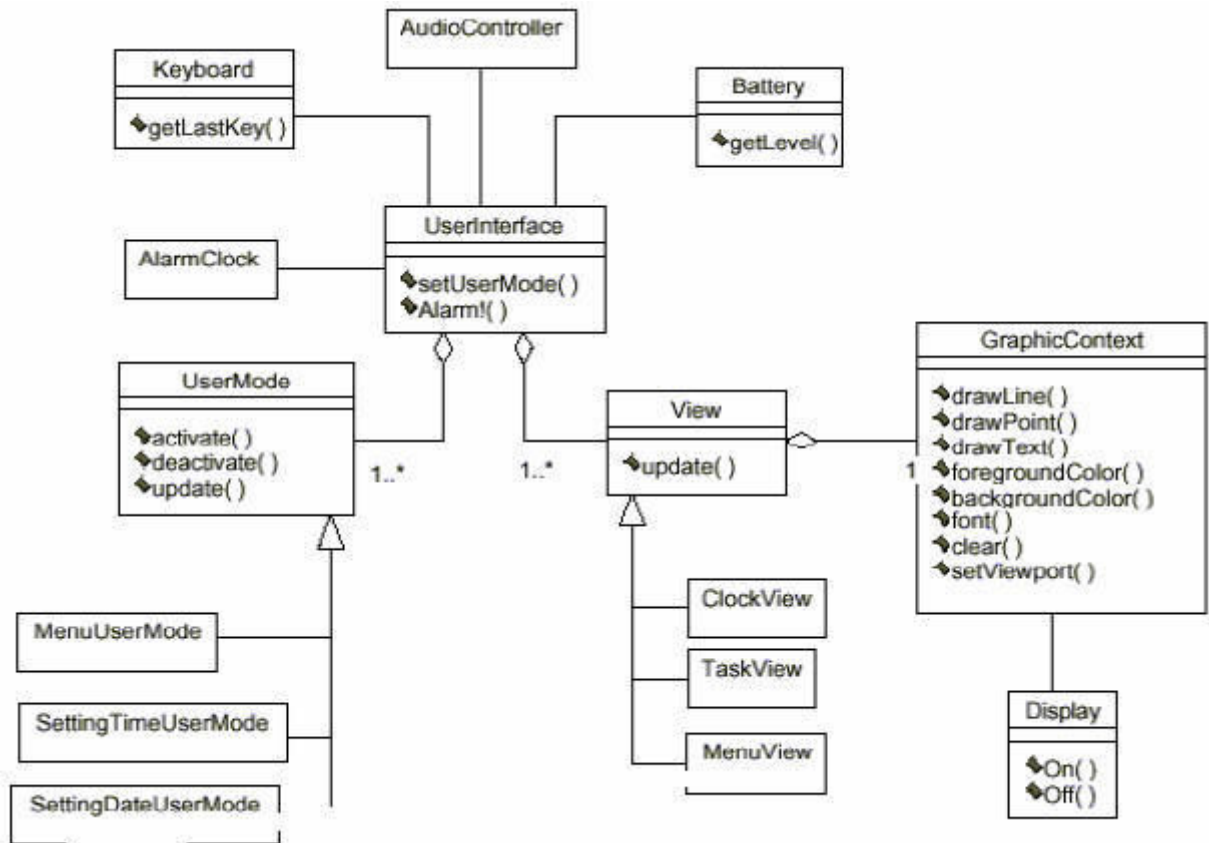 AudioController
Keyboard
getLastKey( )
Battery
getLevel( )
UserInterface
setUserMode( )
Alarm!( )
AlarmClock
UserMode
activate( )
deactivate( )
update( )
1..*
1..*
View
update( )
1
GraphicContext
drawLine( )
drawPoint( )
drawText( )
foregroundColor( )
backgroundColor( )
font( )
clear( )
setViewport( )
MenuUserMode
SettingTimeUserMode
SettingDateUserMode
ClockView
TaskView
MenuView
Display
On( )
Off( )